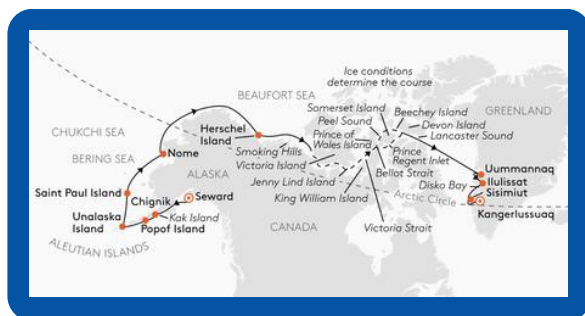 Ice conditions
determine the course
BEAUFORT SEA
Somerset Island
Peel Sound
Beechey Island
GREENLAND
Devon Island
Lancaster Sound
CHUKCHI SEA
Herschel
Island
Prince of
Wales Island
Smoking Hills
Prince
Regent Inlet
BERING SEA
Nome
Victoria Island
Bellot Strait
Uummannaq
ALASKA
Jenny Lind Island
Disko Bay
Ilulissat
Sisimiut
Saint Paul Island
Chignik
Seward
King William Island
Arctic Circle
Kangerlussuaq
Unalaska
Island
Kak Island
Popof Island
CANADA
Victoria Strait
ALEUTIAN ISLANDS